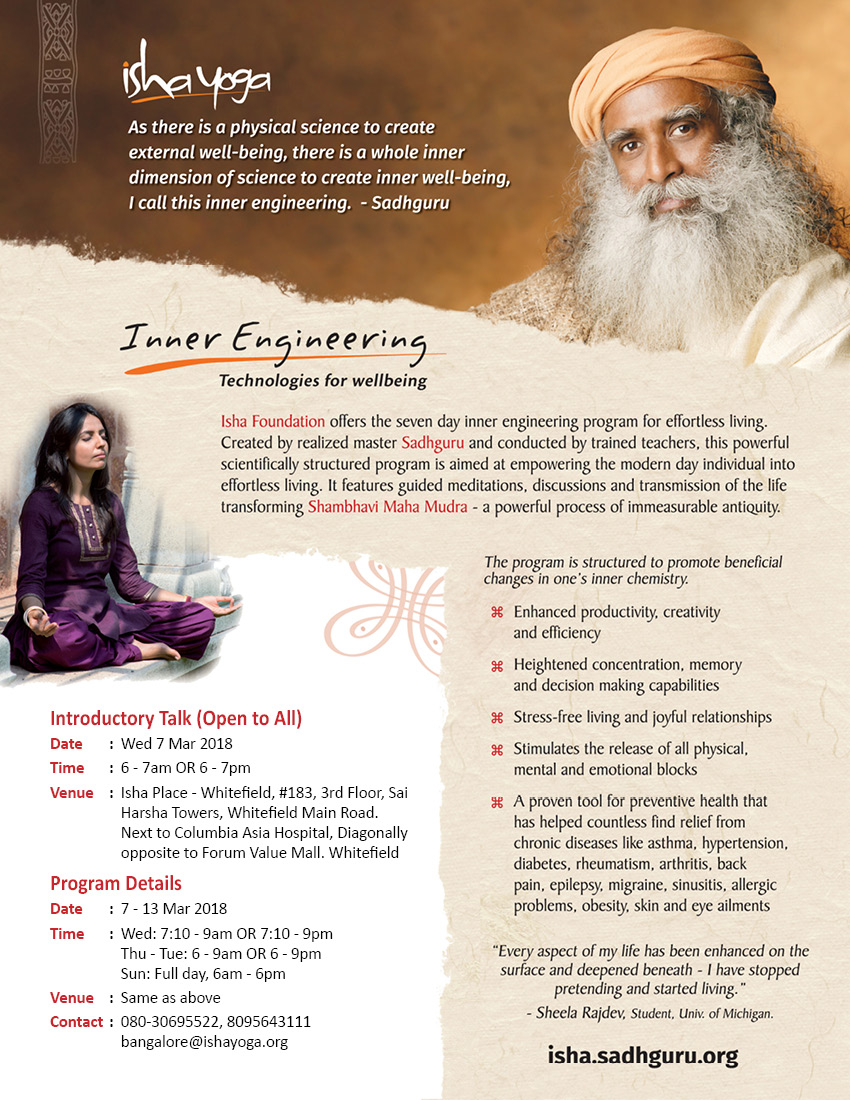 isha yoga
As there is a physical science to create
external well-being, there is a whole inner
dimension of science to create inner well-being,
I call this inner engineering.  - Sadhguru
Inner Engineering
Technologies for wellbeing
Isha Foundation offers the seven day inner engineering program for effortless living.
Created by realized master Sadhguru and conducted by trained teachers, this powerful
scientifically structured program is aimed at empowering the modern day individual into
effortless living. It features guided meditations, discussions and transmission of the life
transforming Shambhavi Maha Mudra - a powerful process of immeasurable antiquity.
The program is structured to promote beneficial
changes in one's inner chemistry.
⌘ Enhanced productivity, creativity
and efficiency
⌘ Heightened concentration, memory
and decision making capabilities
⌘ Stress-free living and joyful relationships
⌘ Stimulates the release of all physical,
mental and emotional blocks
⌘ A proven tool for preventive health that
has helped countless find relief from
chronic diseases like asthma, hypertension,
diabetes, rheumatism, arthritis, back
pain, epilepsy, migraine, sinusitis, allergic
problems, obesity, skin and eye ailments
"Every aspect of my life has been enhanced on the
surface and deepened beneath - I have stopped
pretending and started living."
- Sheela Rajdev, Student, Univ. of Michigan.
isha.sadhguru.org
Introductory Talk (Open to All)
Date : Wed 7 Mar 2018
Time : 6 - 7am OR 6 - 7pm
Venue : Isha Place - Whitefield, #183, 3rd Floor, Sai
Harsha Towers, Whitefield Main Road.
Next to Columbia Asia Hospital, Diagonally
opposite to Forum Value Mall. Whitefield
Program Details
Date : 7 - 13 Mar 2018
Time : Wed: 7:10 - 9am OR 7:10 - 9pm
Thu - Tue: 6 - 9am OR 6 - 9pm
Sun: Full day, 6am - 6pm
Venue : Same as above
Contact : 080-30695522, 8095643111
bangalore@ishayoga.org